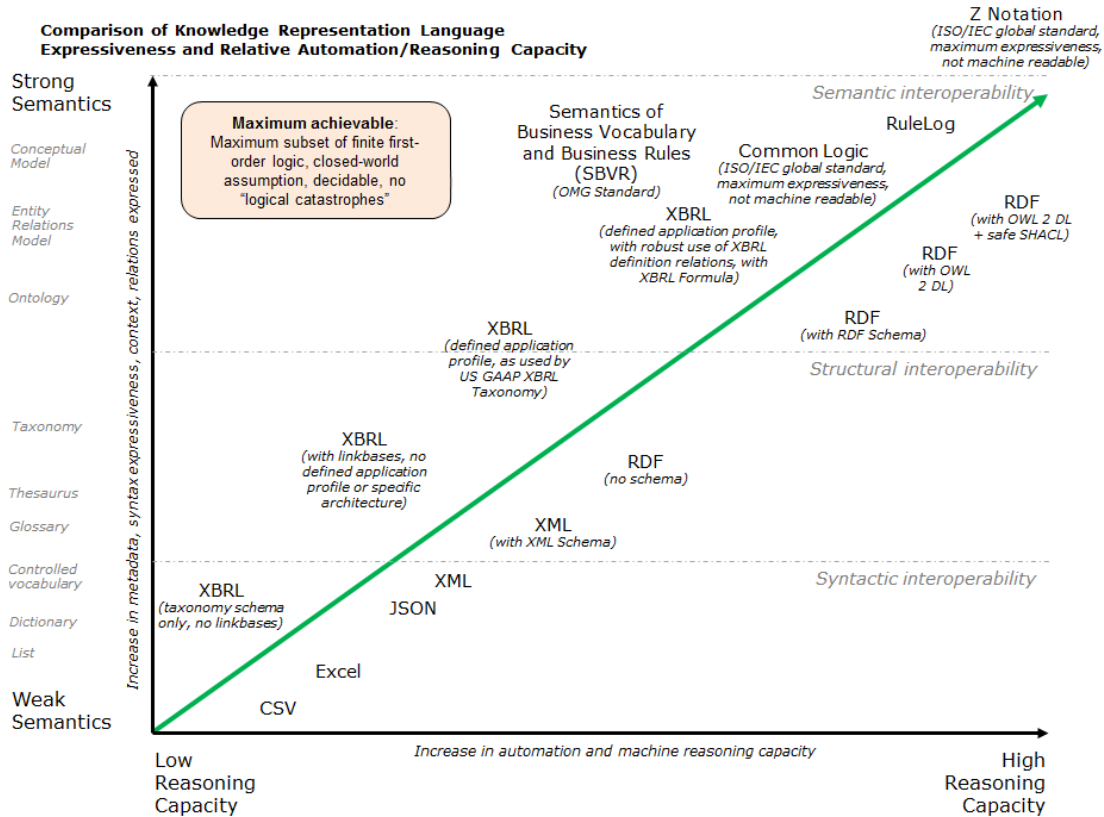 Comparison of Knowledge Representation Language
Expressiveness and Relative Automation/Reasoning Capacity
Z Notation
(ISO/IEC global standard,
maximum expressiveness,
not machine readable)
Strong
Semantics
Semantic interoperability
Maximum achievable:
Maximum subset of finite first-
order logic, closed-world
assumption, decidable, no
“logical catastrophes”
Semantics of
Business Vocabulary
and Business Rules
(SBVR)
(OMG Standard)
RuleLog
Common Logic
(ISO/IEC global standard,
maximum expressiveness,
not machine readable)
Conceptual
Model
Entity
Relations
Model
XBRL
(defined application profile,
with robust use of XBRL
definition relations, with
XBRL Formula)
RDF
(with OWL 2 DL
+ safe SHACL)
RDF
(with OWL
2 DL)
Ontology
RDF
(with RDF Schema)
XBRL
(defined application
profile, as used by
US GAAP XBRL
Taxonomy)
Structural interoperability
Taxonomy
XBRL
(with linkbases, no
defined application
profile or specific
architecture)
RDF
(no schema)
Thesaurus
Glossary
XML
(with XML Schema)
Controlled
vocabulary
Syntactic interoperability
XBRL
(taxonomy schema
only, no linkbases)
XML
JSON
Dictionary
List
Excel
CSV
Weak
Semantics
Increase in metadata, syntax expressiveness, context, relations expressed
Increase in automation and machine reasoning capacity
Low
Reasoning
Capacity
High
Reasoning
Capacity